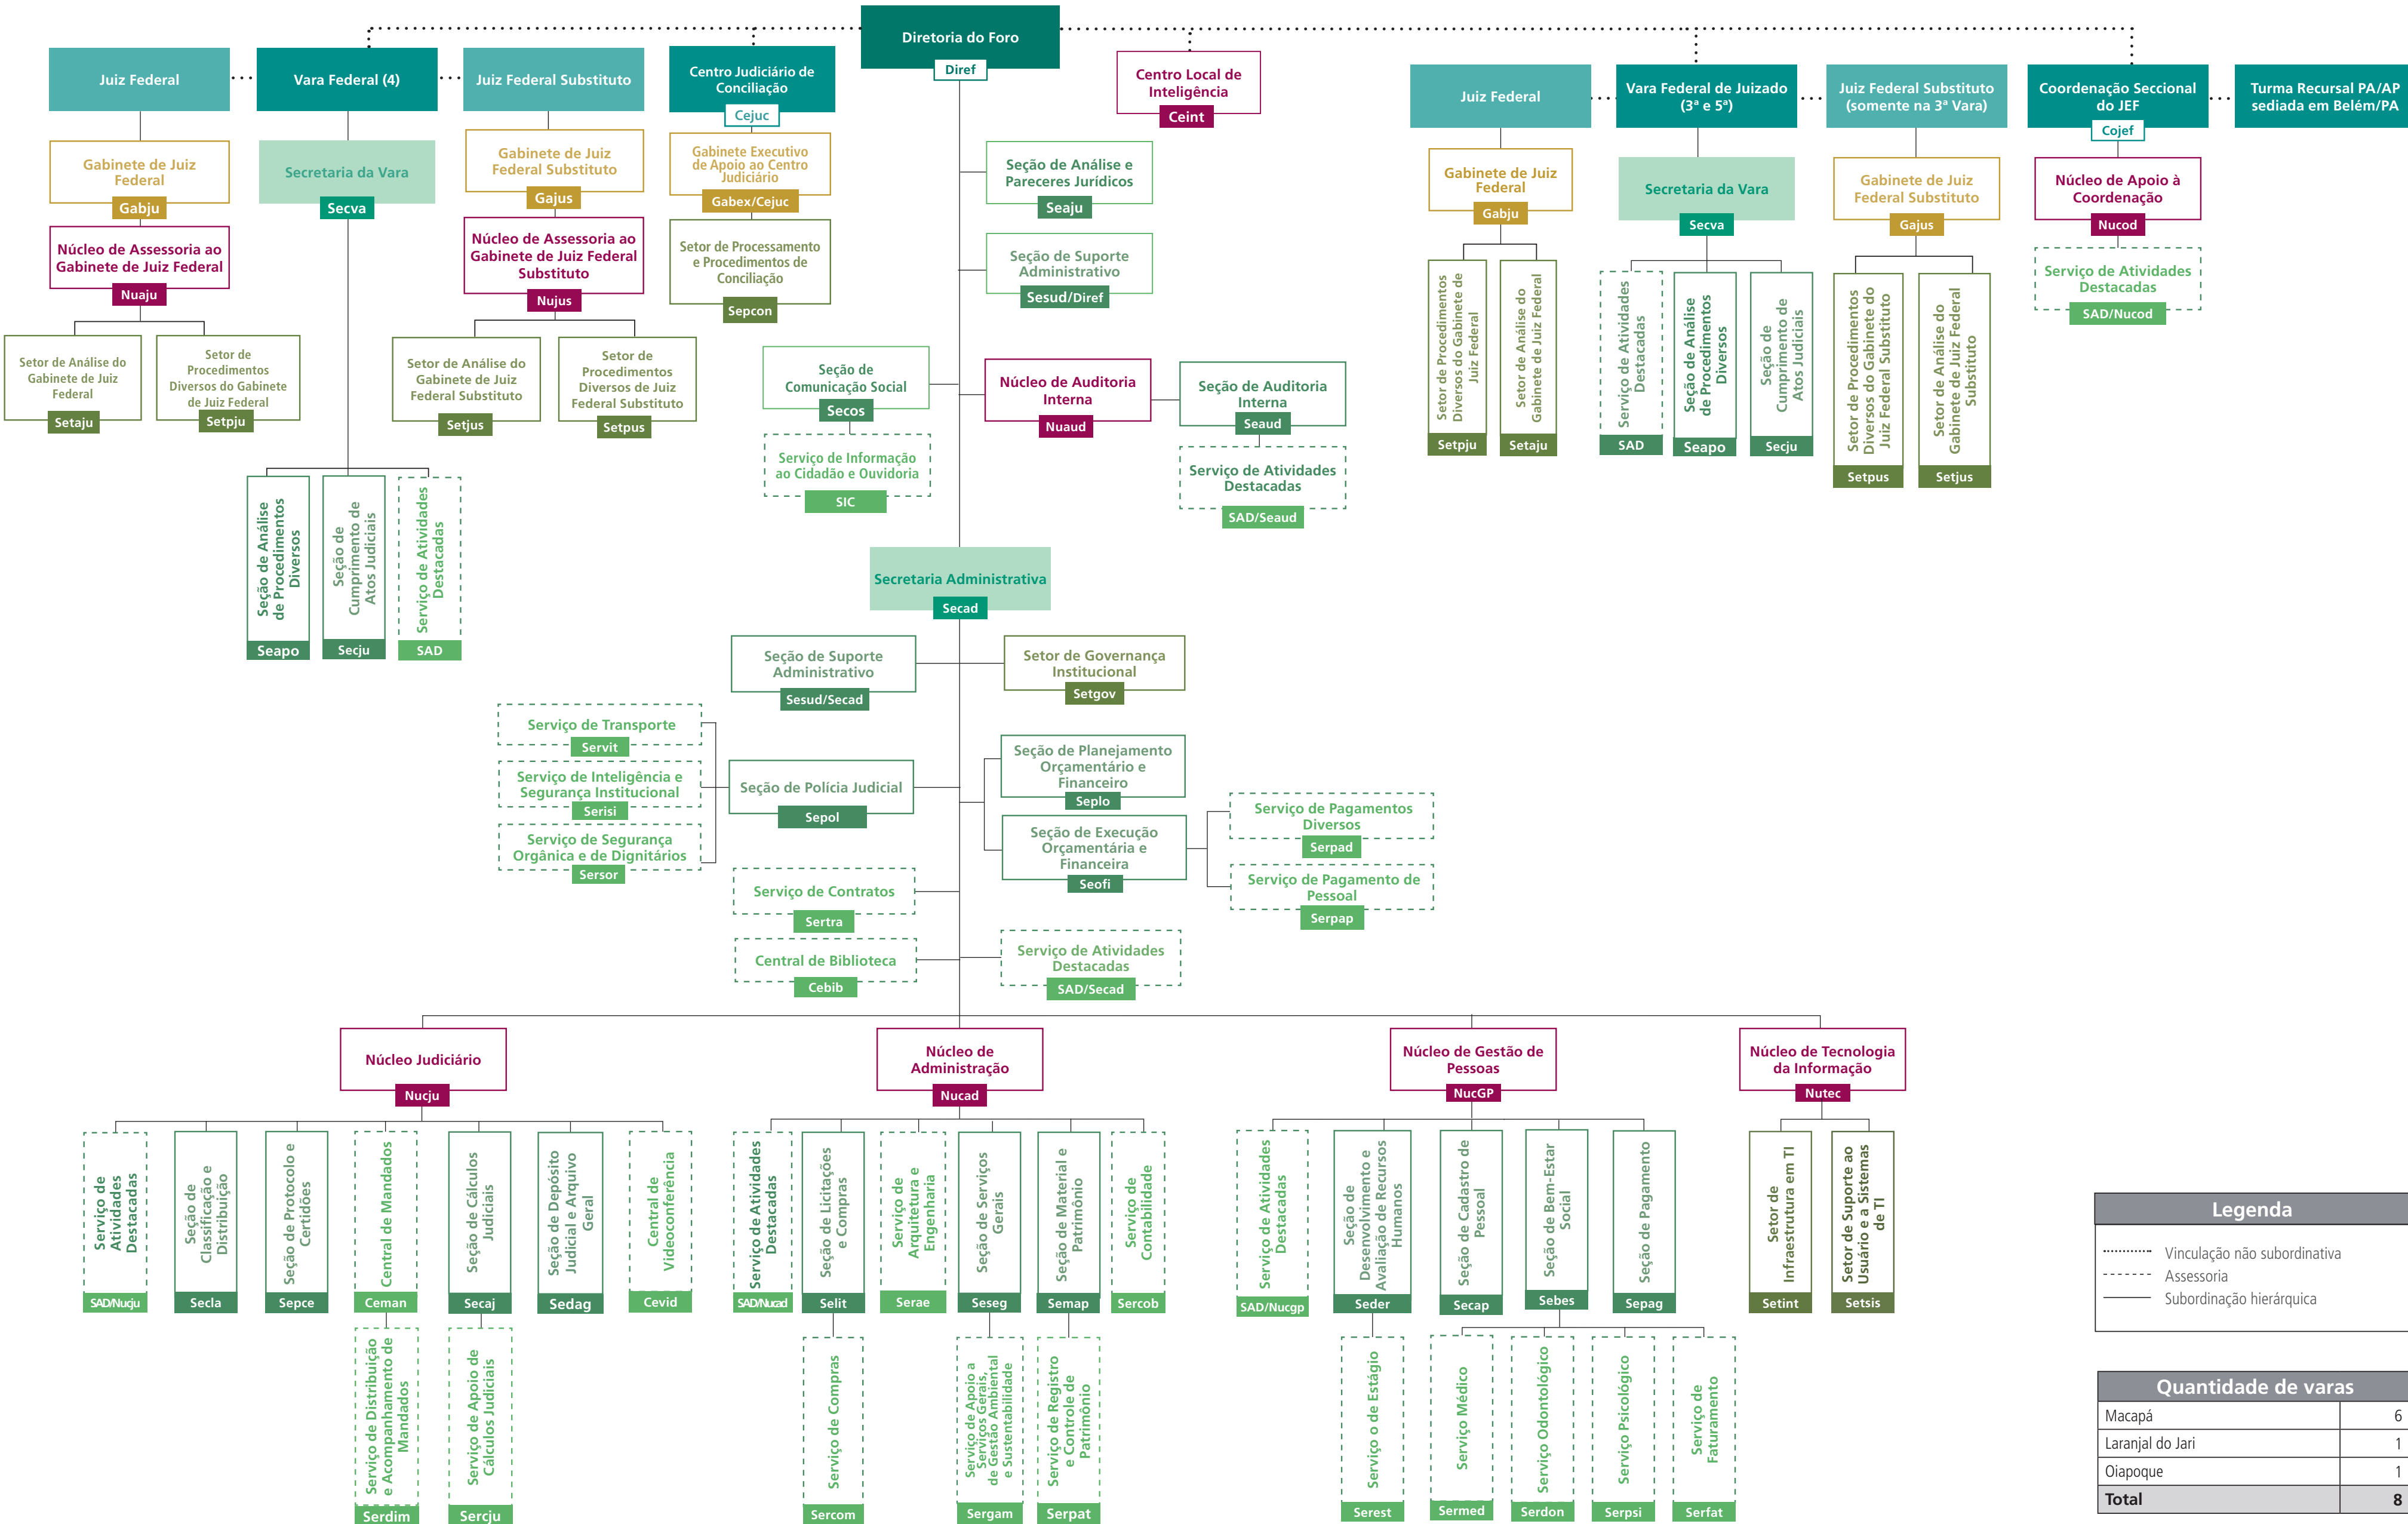 Diretoria do Foro
Diref
Juiz Federal
Vara Federal (4)
Juiz Federal Substituto
Centro Judiciário de
Conciliação
Cejuc
Centro Local de
Inteligência
Ceint
Juiz Federal
Vara Federal de Juizado
(3ª e 5ª)
Juiz Federal Substituto
(somente na 3ª Vara)
Coordenação Seccional
do JEF
Cojef
Turma Recursal PA/AP
sediada em Belém/PA
Gabinete de Juiz
Federal
Gabju
Secretaria da Vara
Secva
Gabinete de Juiz
Federal Substituto
Gajus
Gabinete Executivo
de Apoio ao Centro
Judiciário
Gabex/Cejuc
Seção de Análise e
Pareceres Jurídicos
Seaju
Gabinete de Juiz
Federal
Gabju
Secretaria da Vara
Secva
Gabinete de Juiz
Federal Substituto
Gajus
Núcleo de Apoio à
Coordenação
Nucod
Núcleo de Assessoria ao
Gabinete de Juiz Federal
Nuaju
Núcleo de Assessoria ao
Gabinete de Juiz Federal
Substituto
Nujus
Setor de Processamento
e Procedimentos de
Conciliação
Sepcon
Seção de Suporte
Administrativo
Sesud/Diref
Setor de Procedimentos
Diversos do Gabinete de
Juiz Federal
Setpju
Setor de Análise do
Gabinete de Juiz Federal
Setaju
Serviço de Atividades
Destacadas
SAD
Seção de Análise
de Procedimentos
Diversos
Seapo
Seção de
Cumprimento de
Atos Judiciais
Secju
Setor de Procedimentos
Diversos do Gabinete do
Juiz Federal Substituto
Setpus
Setor de Análise do
Gabinete de Juiz Federal
Substituto
Setjus
Serviço de Atividades
Destacadas
SAD/Nucod
Setor de Análise do
Gabinete de Juiz
Federal
Setaju
Setor de
Procedimentos
Diversos do Gabinete
de Juiz Federal
Setpju
Setor de Análise do
Gabinete de Juiz
Federal Substituto
Setjus
Setor de
Procedimentos
Diversos de Juiz
Federal Substituto
Setpus
Seção de
Comunicação Social
Secos
Núcleo de Auditoria
Interna
Nuaud
Seção de Auditoria
Interna
Seaud
Serviço de Informação
ao Cidadão e Ouvidoria
SIC
Serviço de Atividades
Destacadas
SAD/Seaud
Seção de Análise
de Procedimentos
Diversos
Seapo
Seção de
Cumprimento de
Atos Judiciais
Secju
Serviço de Atividades
Destacadas
SAD
Secretaria Administrativa
Secad
Seção de Suporte
Administrativo
Sesud/Secad
Setor de Governança
Institucional
Setgov
Serviço de Transporte
Servit
Serviço de Inteligência e
Segurança Institucional
Serisi
Serviço de Segurança
Orgânica e de Dignitários
Sersor
Seção de Polícia Judicial
Sepol
Seção de Planejamento
Orçamentário e
Financeiro
Seplo
Seção de Execução
Orçamentária e
Financeira
Seofi
Serviço de Pagamentos
Diversos
Serpad
Serviço de Pagamento de
Pessoal
Serpap
Serviço de Contratos
Sertra
Central de Biblioteca
Cebib
Serviço de Atividades
Destacadas
SAD/Secad
Núcleo Judiciário
Nucju
Núcleo de
Administração
Nucad
Núcleo de Gestão de
Pessoas
NucGP
Núcleo de Tecnologia
da Informação
Nutec
Serviço de
Atividades
Destacadas
SAD/Nucju
Seção de
Classificação e
Distribuição
Secla
Seção de Protocolo e
Certidões
Sepce
Central de Mandados
Ceman
Seção de Cálculos
Judiciais
Secaj
Seção de Depósito
Judicial e Arquivo
Geral
Sedag
Central de
Videoconferência
Cevid
Serviço de Atividades
Destacadas
SAD/Nucad
Seção de Licitações
e Compras
Selit
Serviço de
Arquitetura e
Engenharia
Serae
Seção de Serviços
Gerais
Seseg
Seção de Material e
Patrimônio
Semap
Serviço de
Contabilidade
Sercob
Serviço de Atividades
Destacadas
SAD/Nucgp
Seção de
Desenvolvimento e
Avaliação de Recursos
Humanos
Seder
Seção de Cadastro de
Pessoal
Secap
Seção de Bem-Estar
Social
Sebes
Seção de Pagamento
Sepag
Setor de
Infraestrutura em TI
Setint
Setor de Suporte ao
Usuário e a Sistemas
de TI
Setsis
Serviço de Distribuição
e Acompanhamento de
Mandados
Serdim
Serviço de Apoio de
Cálculos Judiciais
Sercju
Serviço de Compras
Sercom
Serviço de Apoio a
Serviços Gerais,
de Gestão Ambiental
e Sustentabilidade
Sergam
Serviço de Registro
e Controle de
Patrimônio
Serpat
Serviço o de Estágio
Serest
Serviço Médico
Sermed
Serviço Odontológico
Serdon
Serviço Psicológico
Serpsi
Serviço de
Faturamento
Serfat
Legenda
Vinculação não subordinativa
Assessoria
Subordinação hierárquica
Quantidade de varas
Macapá 6
Laranjal do Jari 1
Oiapoque 1
Total 8